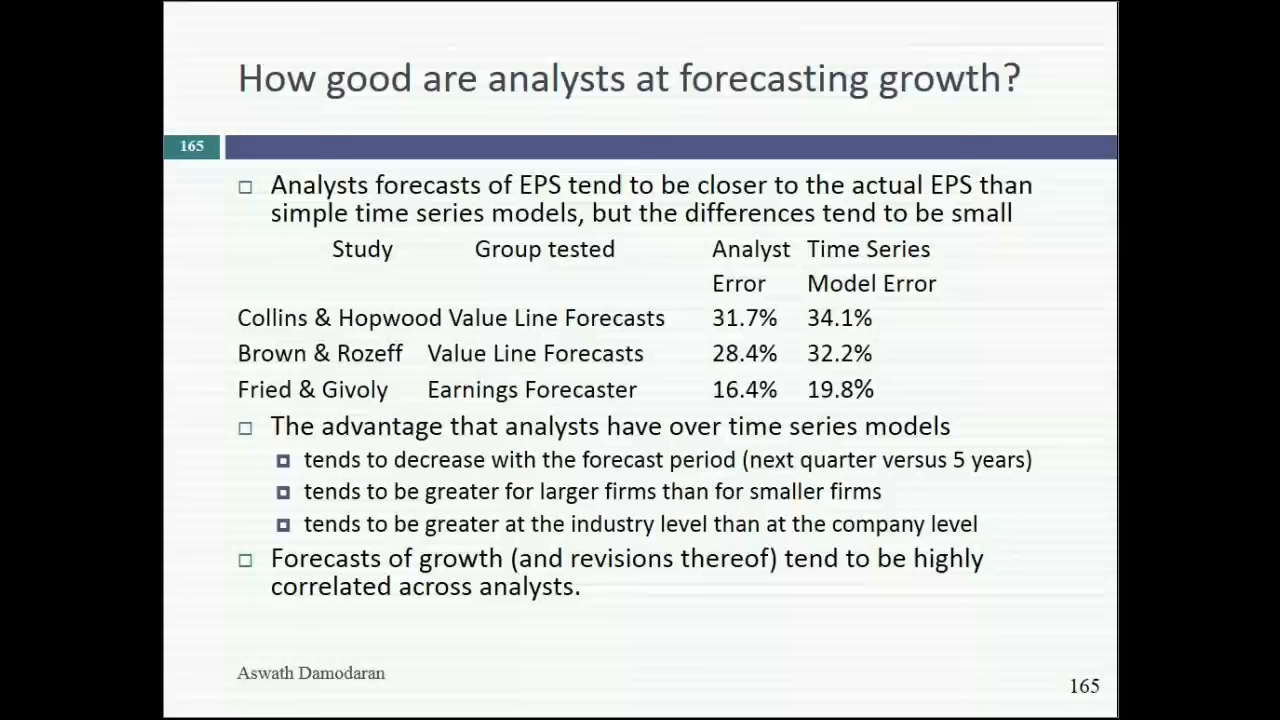 How good are analysts at forecasting growth?
165
Analysts forecasts of EPS tend to be closer to the actual EPS than
simple time series models, but the differences tend to be small
Study Group tested Analyst Time Series
Error Model Error
Collins & Hopwood Value Line Forecasts 31.7% 34.1%
Brown & Rozeff Value Line Forecasts 28.4% 32.2%
Fried & Givoly Earnings Forecaster 16.4% 19.8%
The advantage that analysts have over time series models
tends to decrease with the forecast period (next quarter versus 5 years)
tends to be greater for larger firms than for smaller firms
tends to be greater at the industry level than at the company level
Forecasts of growth (and revisions thereof) tend to be highly
correlated across analysts.
Aswath Damodaran
165